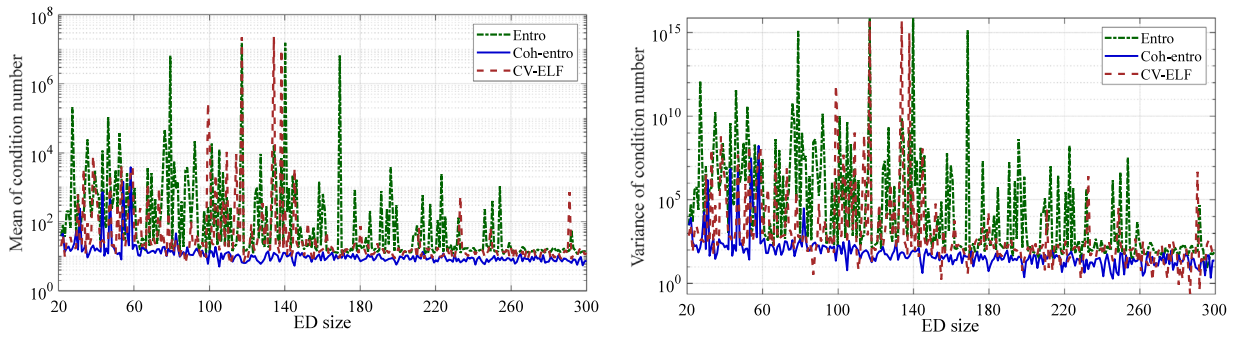 Mean of condition number
10^8
10^6
10^4
10^2
10^0
20 60 100 140 180 220 260 300
ED size
Entro
Coh-entro
CV-ELF
Variance of condition number
10^15
10^10
10^5
10^0
20 60 100 140 180 220 260 300
ED size
Entro
Coh-entro
CV-ELF